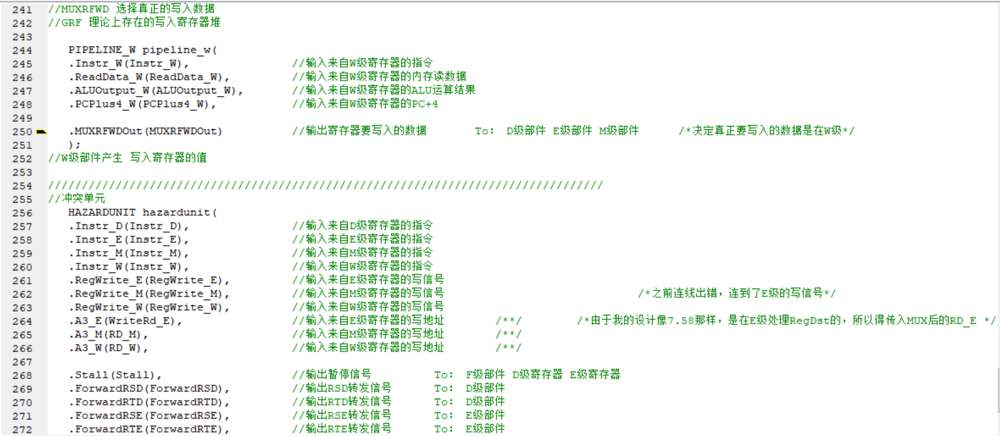 241 //MUXRFWD 选择真正的写入数据
242 //GRF 理论上存在的写入寄存器堆
243
244 PIPELINE_W pipeline_w(
245 .Instr_W(Instr_W), //输入来自W级寄存器的指令
246 .ReadData_W(ReadData_W), //输入来自W级寄存器的内存读数据
247 .ALUOutput_W(ALUOutput_W), //输入来自W级寄存器的ALU运算结果
248 .PCPlus4_W(PCPlus4_W), //输入来自W级寄存器的PC+4
249
250 .MUXRFWDOut(MUXRFWDOut) //输出寄存器要写入的数据 To: D级部件 E级部件 M级部件 /*决定真正要写入的数据是在W级*/
251 );
252 //W级部件产生 写入寄存器的值
253
254 //////////////////////////////////////////////////////////////////////////////////
255 //冲突单元
256 HAZARDUNIT hazardunit(
257 .Instr_D(Instr_D), //输入来自D级寄存器的指令
258 .Instr_E(Instr_E), //输入来自E级寄存器的指令
259 .Instr_M(Instr_M), //输入来自M级寄存器的指令
260 .Instr_W(Instr_W), //输入来自W级寄存器的指令
261 .RegWrite_E(RegWrite_E), //输入来自E级寄存器的写信号
262 .RegWrite_M(RegWrite_M), //输入来自M级寄存器的写信号 /*之前连线出错，连到了E级的写信号*/
263 .RegWrite_W(RegWrite_W), //输入来自W级寄存器的写信号
264 .A3_E(WriteRd_E), //输入来自E级寄存器的写地址 /**/ /*由于我的设计像7.58那样，是在E级处理RegDst的，所以得传入MUX后的RD_E */
265 .A3_M(RD_M), //输入来自M级寄存器的写地址 /**/
266 .A3_W(RD_W), //输入来自W级寄存器的写地址 /**/
267
268 .Stall(Stall), //输出暂停信号 To: F级部件 D级寄存器 E级寄存器
269 .ForwardRSD(ForwardRSD), //输出RSD转发信号 To: D级部件
270 .ForwardRTD(ForwardRTD), //输出RTD转发信号 To: D级部件
271 .ForwardRSE(ForwardRSE), //输出RSE转发信号 To: E级部件
272 .ForwardRTE(ForwardRTE), //输出RTE转发信号 To: E级部件